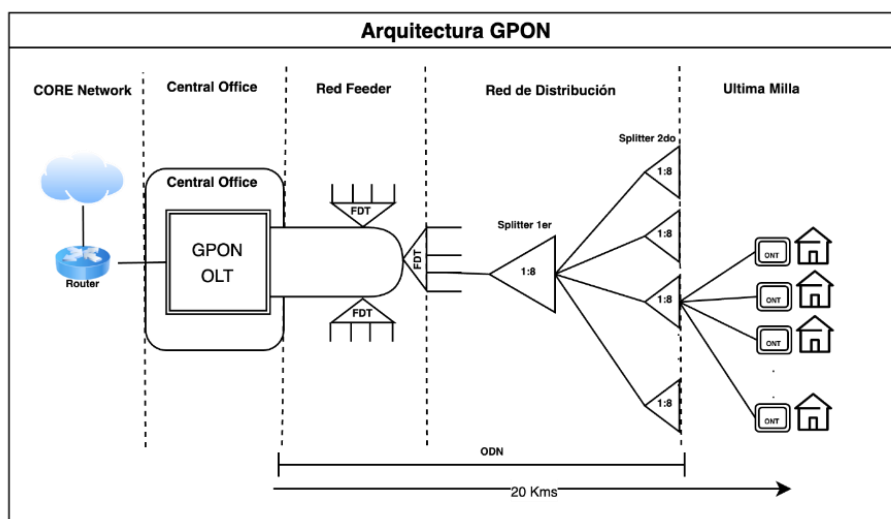 Arquitectura GPON
CORE Network
Central Office
Red Feeder
Red de Distribución
Ultima Milla
Splitter 2do
1:8
Central Office
FDT
Splitter 1er
1:8
GPON
OLT
FDT
1:8
ONT
Router
1:8
ONT
FDT
ONT
1:8
ONT
ODN
20 Kms